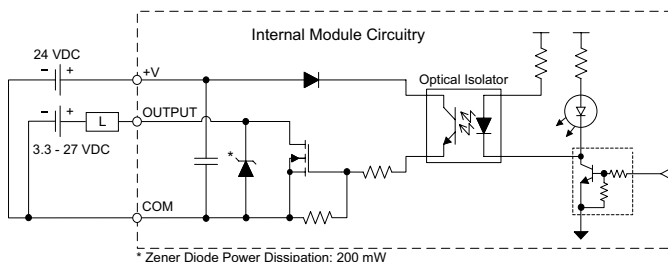 Internal Module Circuitry
24 VDC
− +
+V
Optical Isolator
OUTPUT
− +
L
3.3 - 27 VDC
*
COM
* Zener Diode Power Dissipation: 200 mW